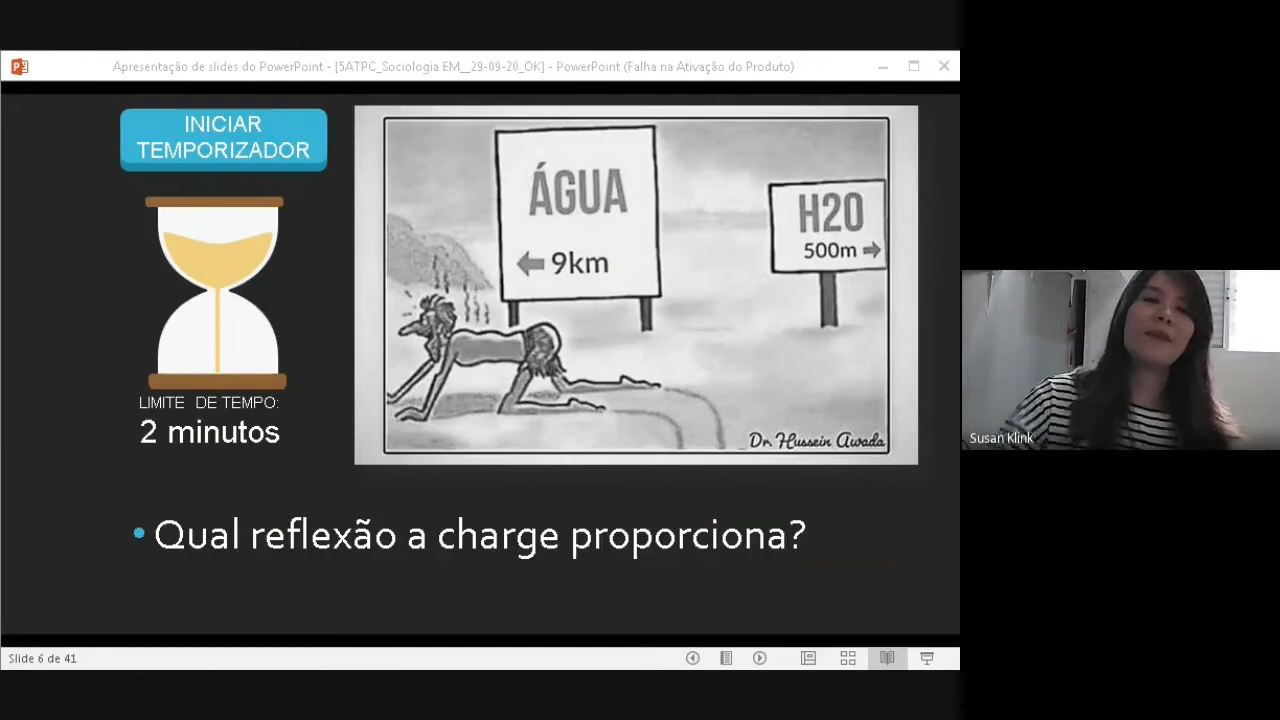 Apresentação de slides do PowerPoint - [5ATPC_Sociologia EM__29-09-20_OK] - PowerPoint (Falha na Ativação do Produto)
INICIAR
TEMPORIZADOR
LIMITE DE TEMPO:
2 minutos
ÁGUA
9km
H20
500m
Dr. Hussein Awada
• Qual reflexão a charge proporciona?
Slide 6 de 41
Susan Klink